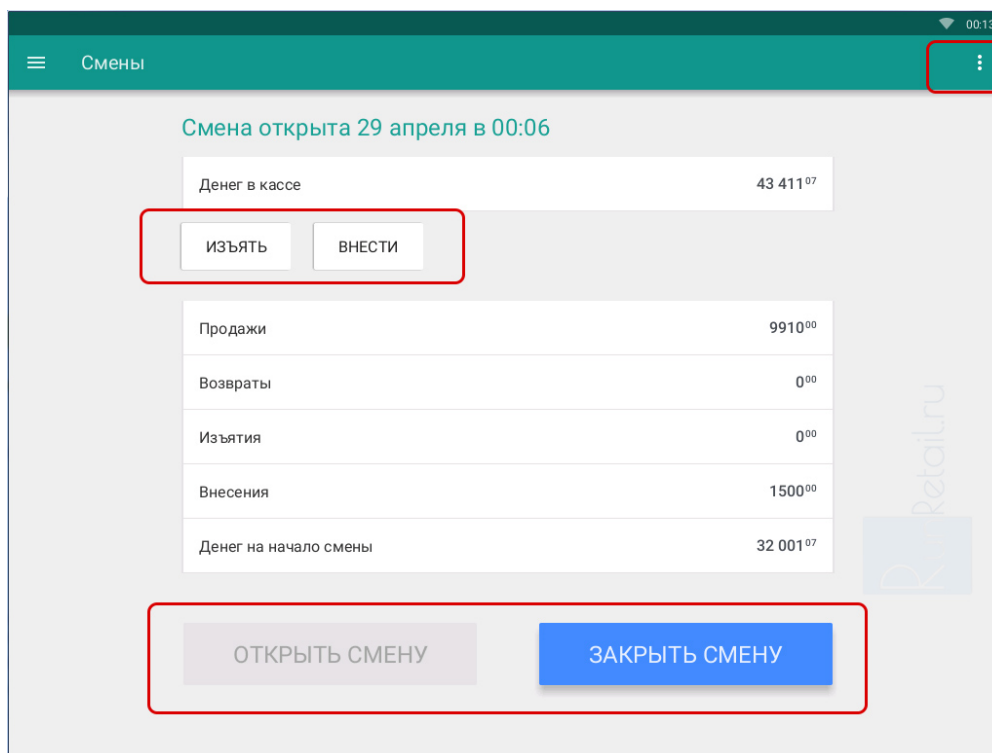 00:13
Смены
Смена открыта 29 апреля в 00:06
Денег в кассе 43 411⁰⁷
ИЗЪЯТЬ ВНЕСТИ
Продажи 9910⁰⁰
Возвраты 0⁰⁰
Изъятия 0⁰⁰
Внесения 1500⁰⁰
Денег на начало смены 32 001⁰⁷
ОТКРЫТЬ СМЕНУ ЗАКРЫТЬ СМЕНУ